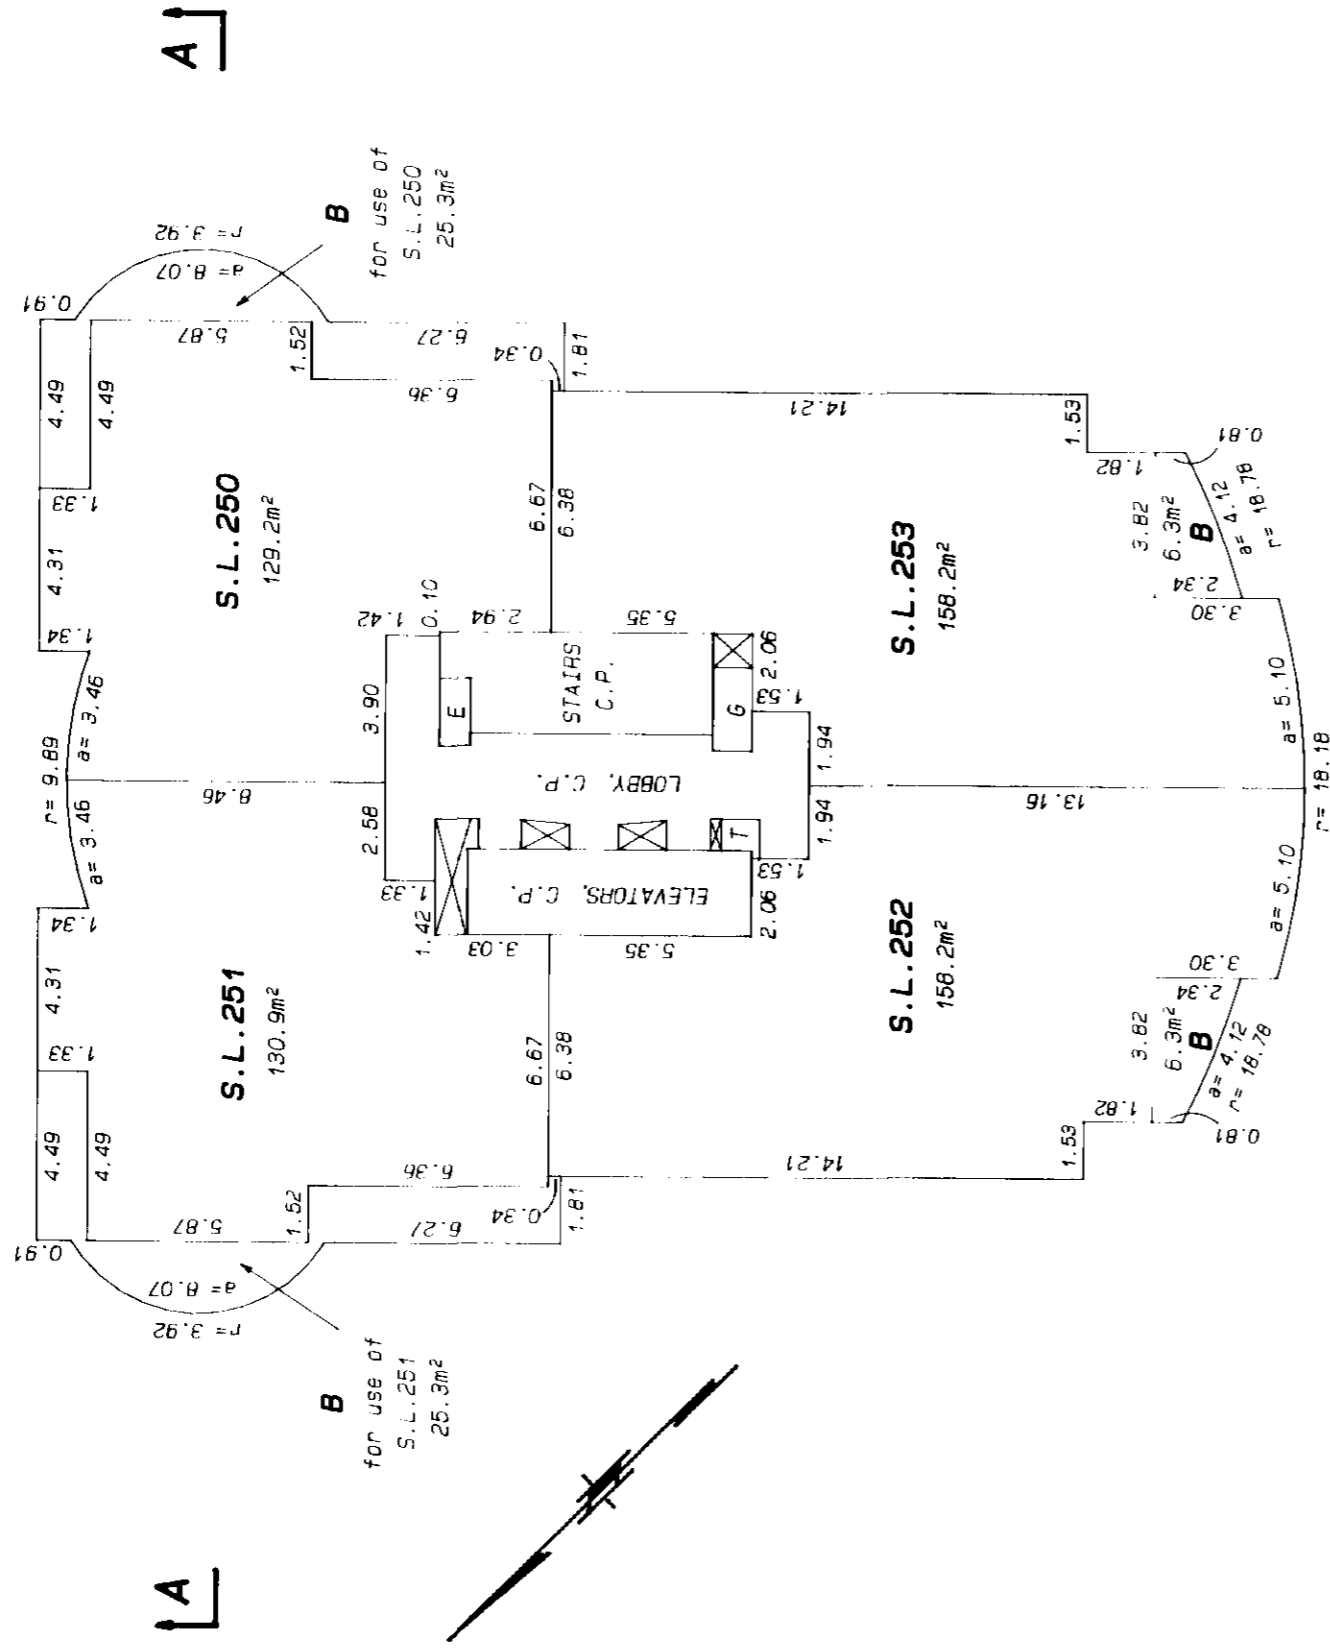 A
A
B
for use of
S.L.250
25.3m²
r= 3.92
a= 8.07
0.91
5.87
1.52
6.27
0.34
1.81
4.49
4.49
6.36
1.33
4.31
S.L.250
129.2m²
1.34
a= 3.46
r= 9.89
a= 3.46
8.46
1.42
0.10
2.94
3.90
2.58
1.33
1.42
3.03
6.67
6.38
5.35
STAIRS
C.P.
E
G
T
2.06
1.53
LOBBY, C.P.
ELEVATORS, C.P.
1.94
1.94
1.53
2.06
5.35
14.21
1.53
1.82
0.81
S.L.253
158.2m²
3.82
6.3m²
B
a= 4.12
r= 18.78
2.34
3.30
a= 5.10
r= 18.18
13.16
a= 5.10
3.30
2.34
S.L.252
158.2m²
3.82
6.3m²
B
a= 4.12
r= 18.78
1.82
0.81
1.53
14.21
1.34
4.31
1.33
S.L.251
130.9m²
6.67
6.38
4.49
4.49
6.36
1.52
5.87
0.91
6.27
0.34
1.81
a= 8.07
r= 3.92
B
for use of
S.L.251
25.3m²